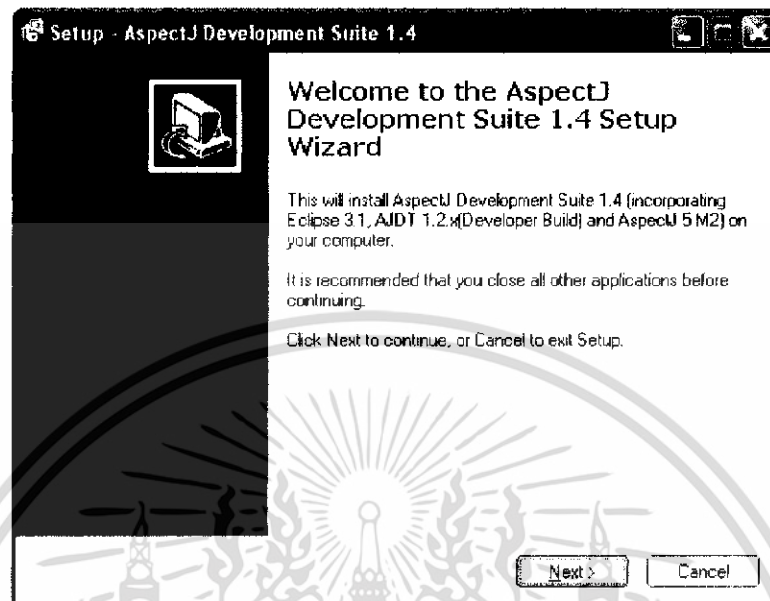 Setup - AspectJ Development Suite 1.4
Welcome to the AspectJ
Development Suite 1.4 Setup
Wizard
This will install AspectJ Development Suite 1.4 (incorporating
Eclipse 3.1, AJDT 1.2.x(Developer Build) and AspectJ 5 M2) on
your computer.
It is recommended that you close all other applications before
continuing.
Click Next to continue, or Cancel to exit Setup.
Next >
Cancel